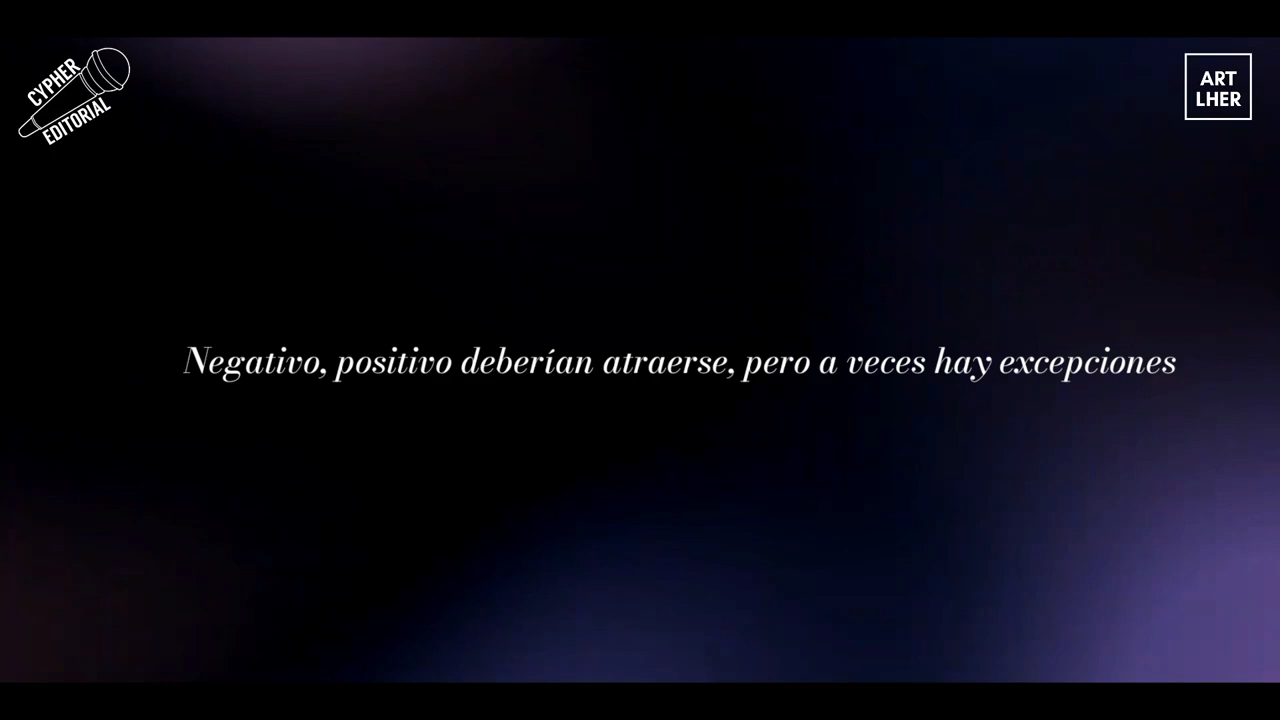 CYPHER
EDITORIAL
ART
LHER
Negativo, positivo deberían atraerse, pero a veces hay excepciones